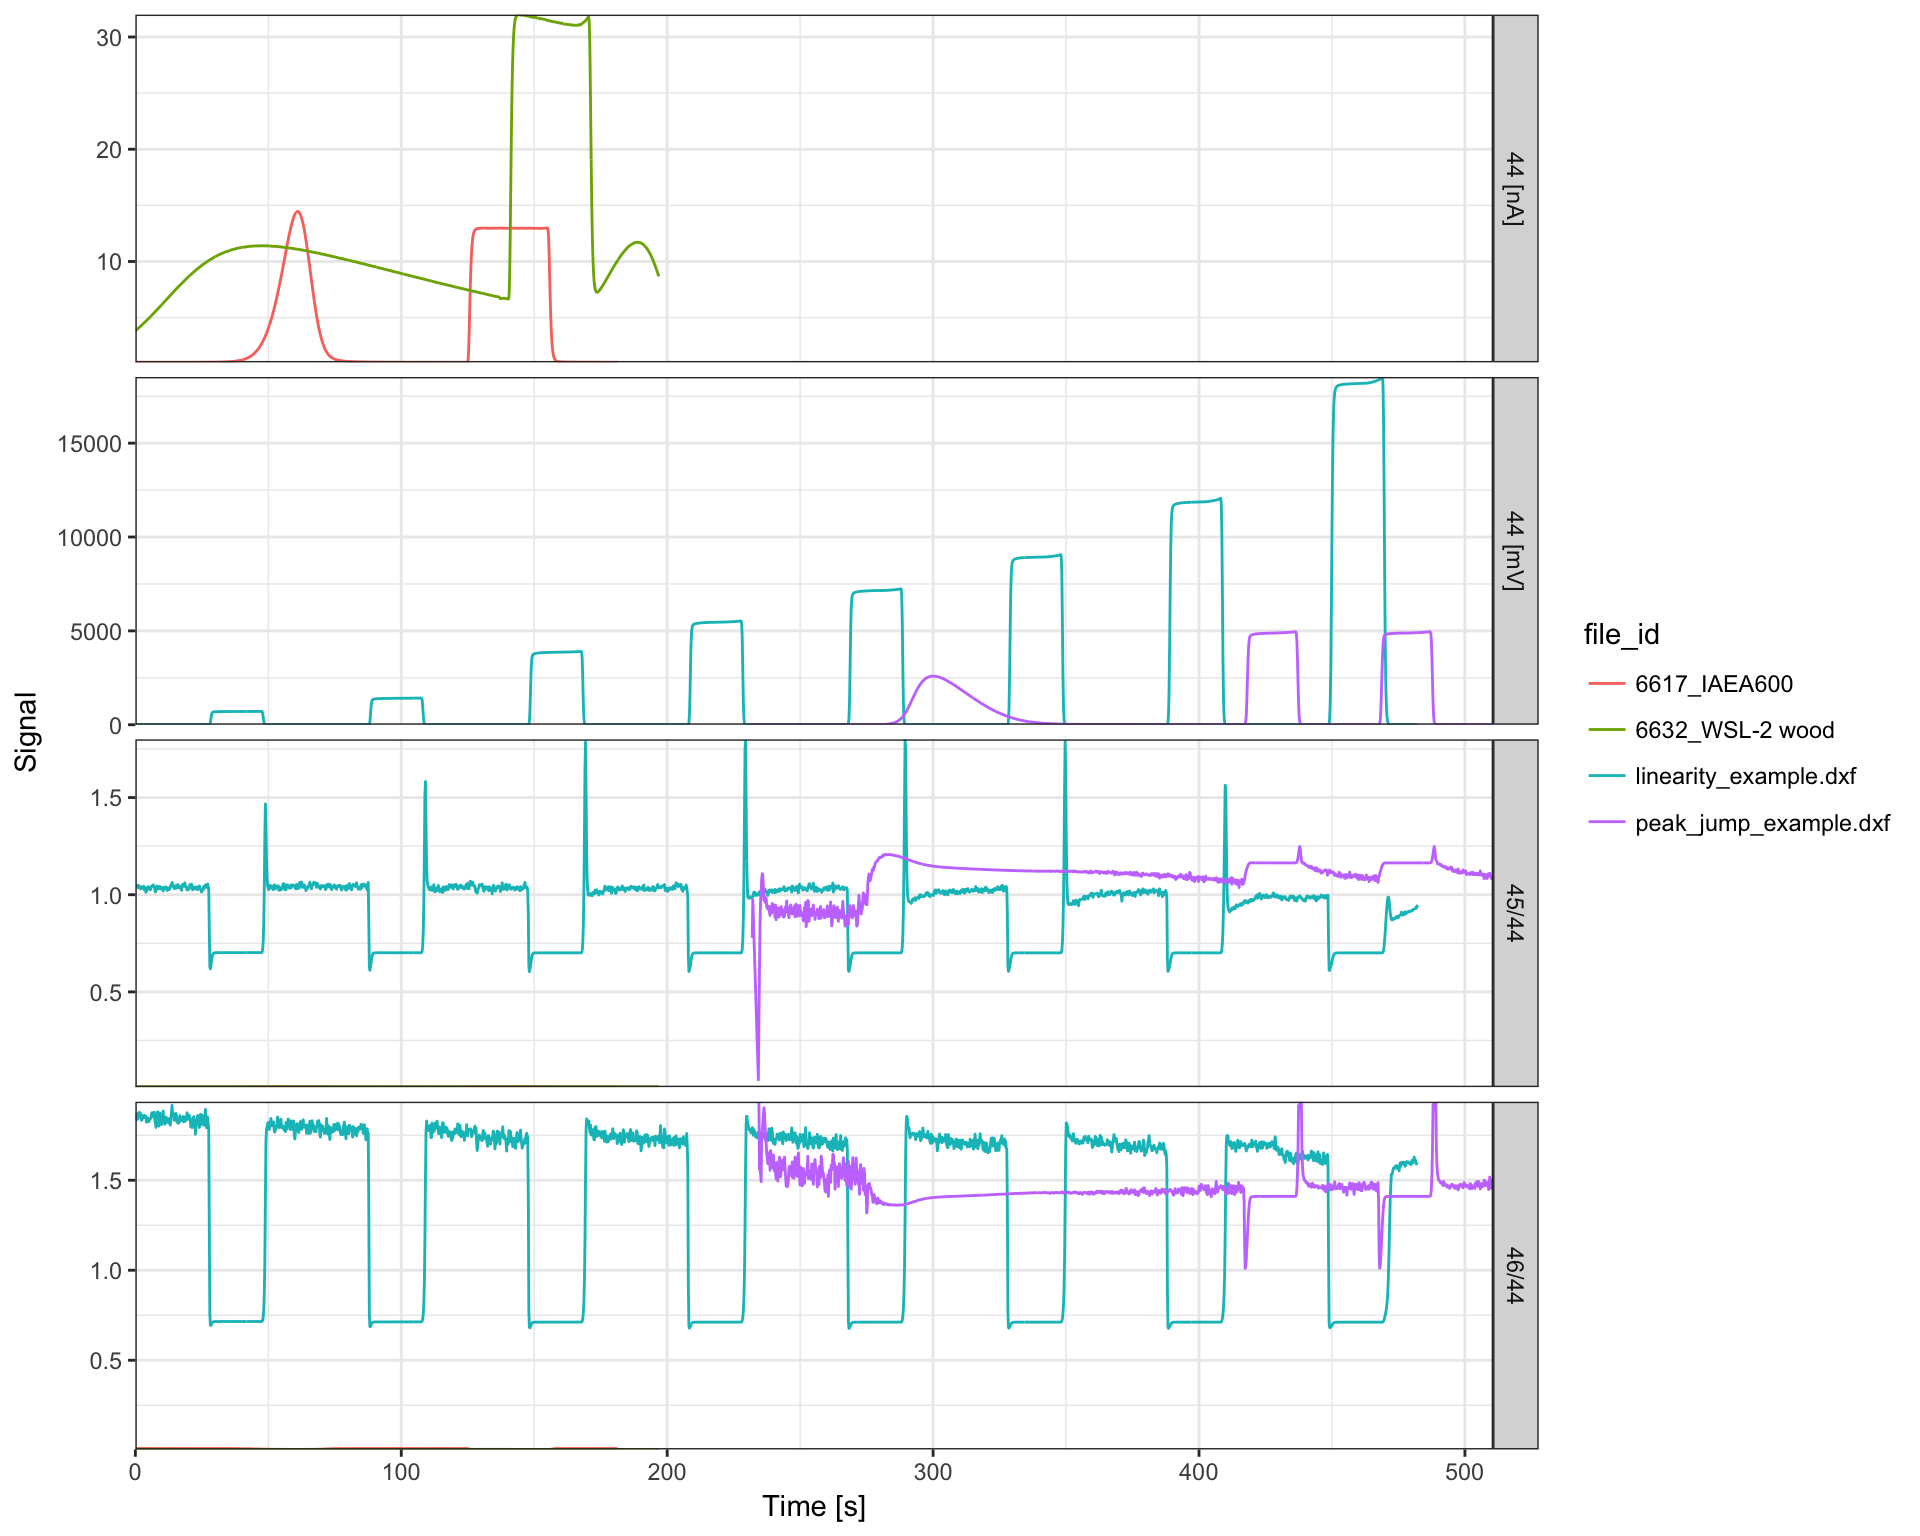 30
20
10
44 [nA]
15000
10000
5000
0
44 [mV]
1.5
1.0
0.5
45/44
1.5
1.0
0.5
46/44
0
100
200
300
400
500
Time [s]
Signal
file_id
6617_IAEA600
6632_WSL-2 wood
linearity_example.dxf
peak_jump_example.dxf